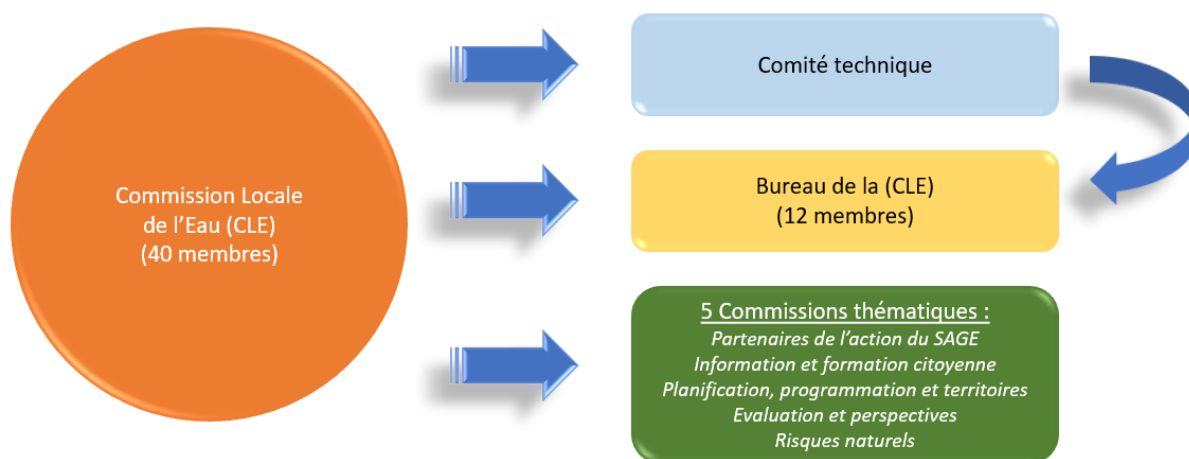 Commission Locale
de l’Eau (CLE)
(40 membres)
Comité technique
Bureau de la (CLE)
(12 membres)
5 Commissions thématiques :
Partenaires de l’action du SAGE
Information et formation citoyenne
Planification, programmation et territoires
Evaluation et perspectives
Risques naturels